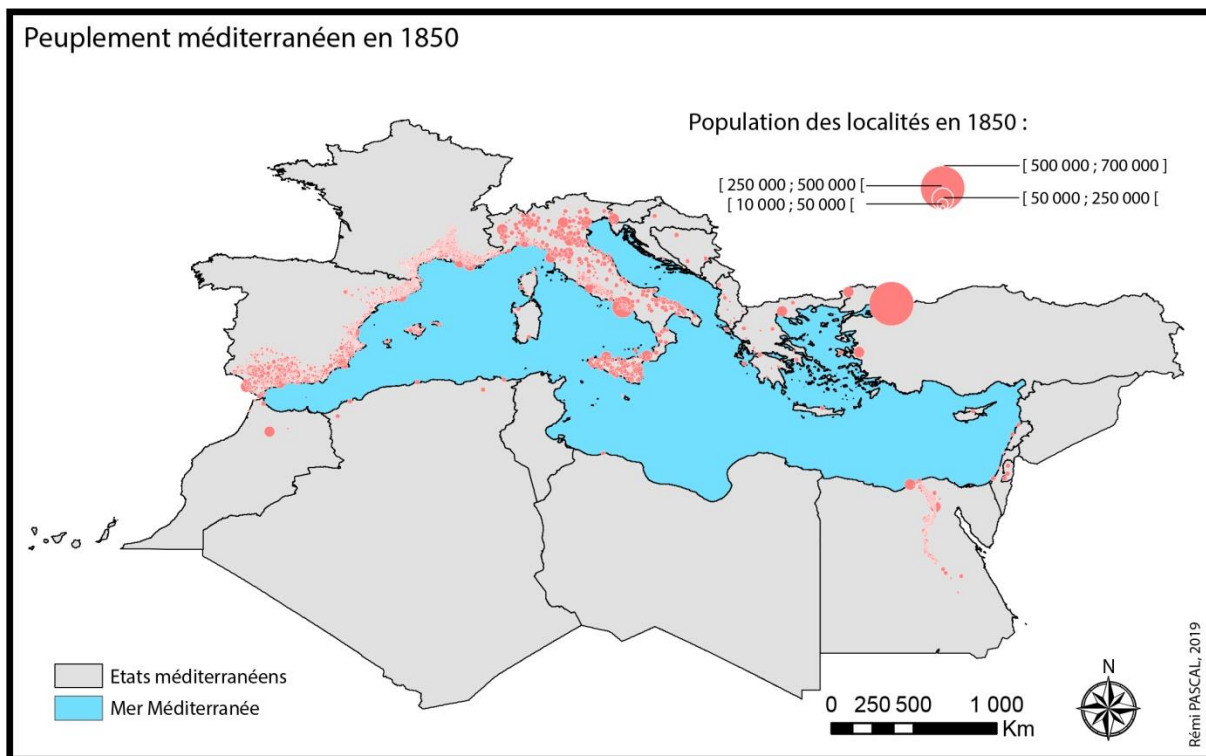 Peuplement méditerranéen en 1850
Population des localités en 1850 :
[ 500 000 ; 700 000 ]
[ 250 000 ; 500 000 [
[ 50 000 ; 250 000 [
[ 10 000 ; 50 000 [
Etats méditerranéens
Mer Méditerranée
0 250 500 1 000
Km
N
Rémi PASCAL, 2019